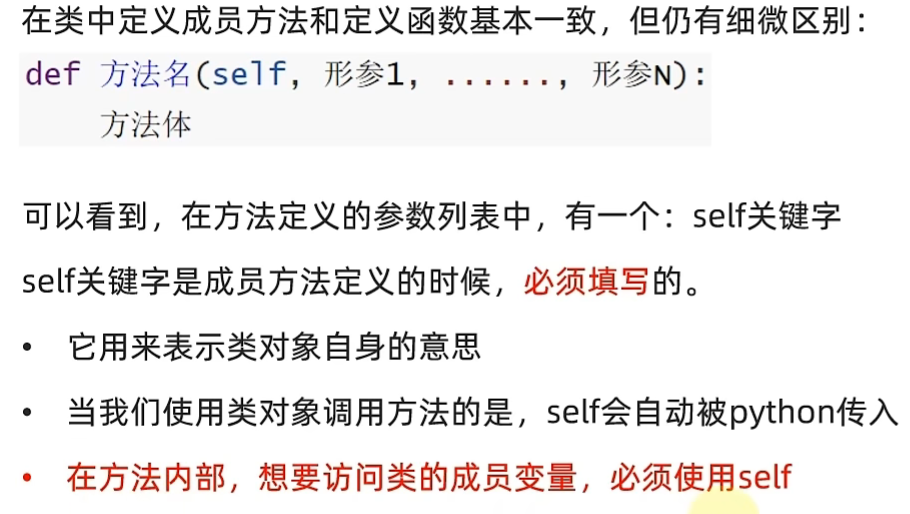 在类中定义成员方法和定义函数基本一致，但仍有细微区别：
def 方法名(self, 形参1, ......, 形参N):
方法体
可以看到，在方法定义的参数列表中，有一个：self关键字
self关键字是成员方法定义的时候，必须填写的。
• 它用来表示类对象自身的意思
• 当我们使用类对象调用方法的是，self会自动被python传入
• 在方法内部，想要访问类的成员变量，必须使用self